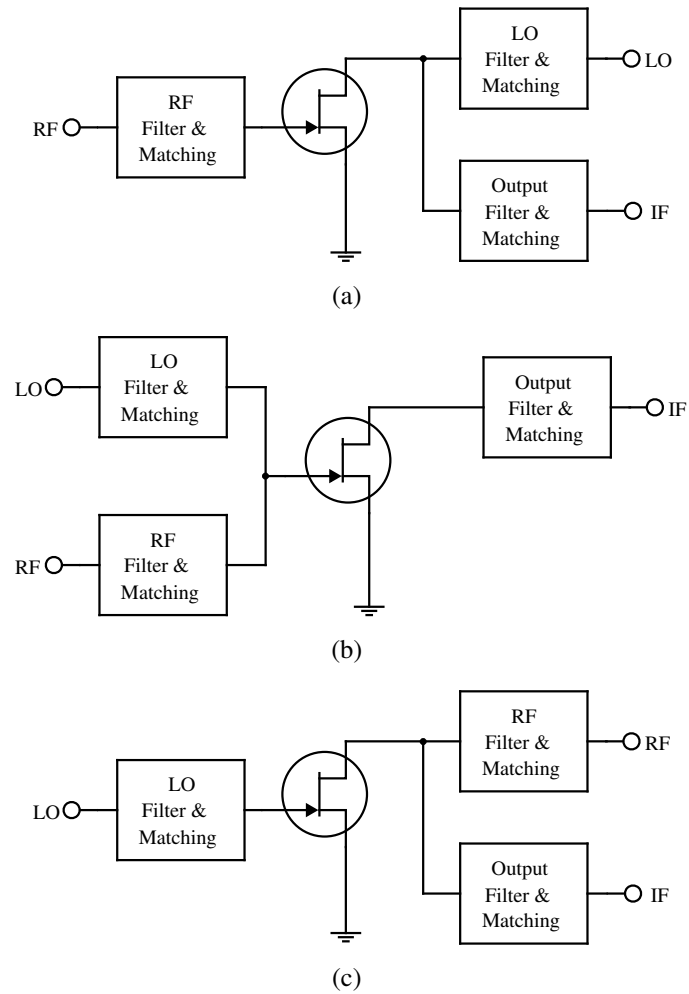 LO
Filter &
Matching
LO
RF
RF
Filter &
Matching
Output
Filter &
Matching
IF
(a)
LO
LO
Filter &
Matching
Output
Filter &
Matching
IF
RF
RF
Filter &
Matching
(b)
RF
Filter &
Matching
RF
LO
LO
Filter &
Matching
Output
Filter &
Matching
IF
(c)